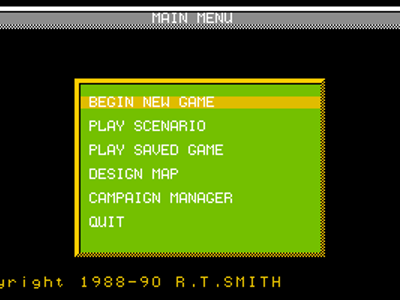 MAIN MENU
BEGIN NEW GAME
PLAY SCENARIO
PLAY SAVED GAME
DESIGN MAP
CAMPAIGN MANAGER
QUIT
yright 1988-90 R.T.SMITH